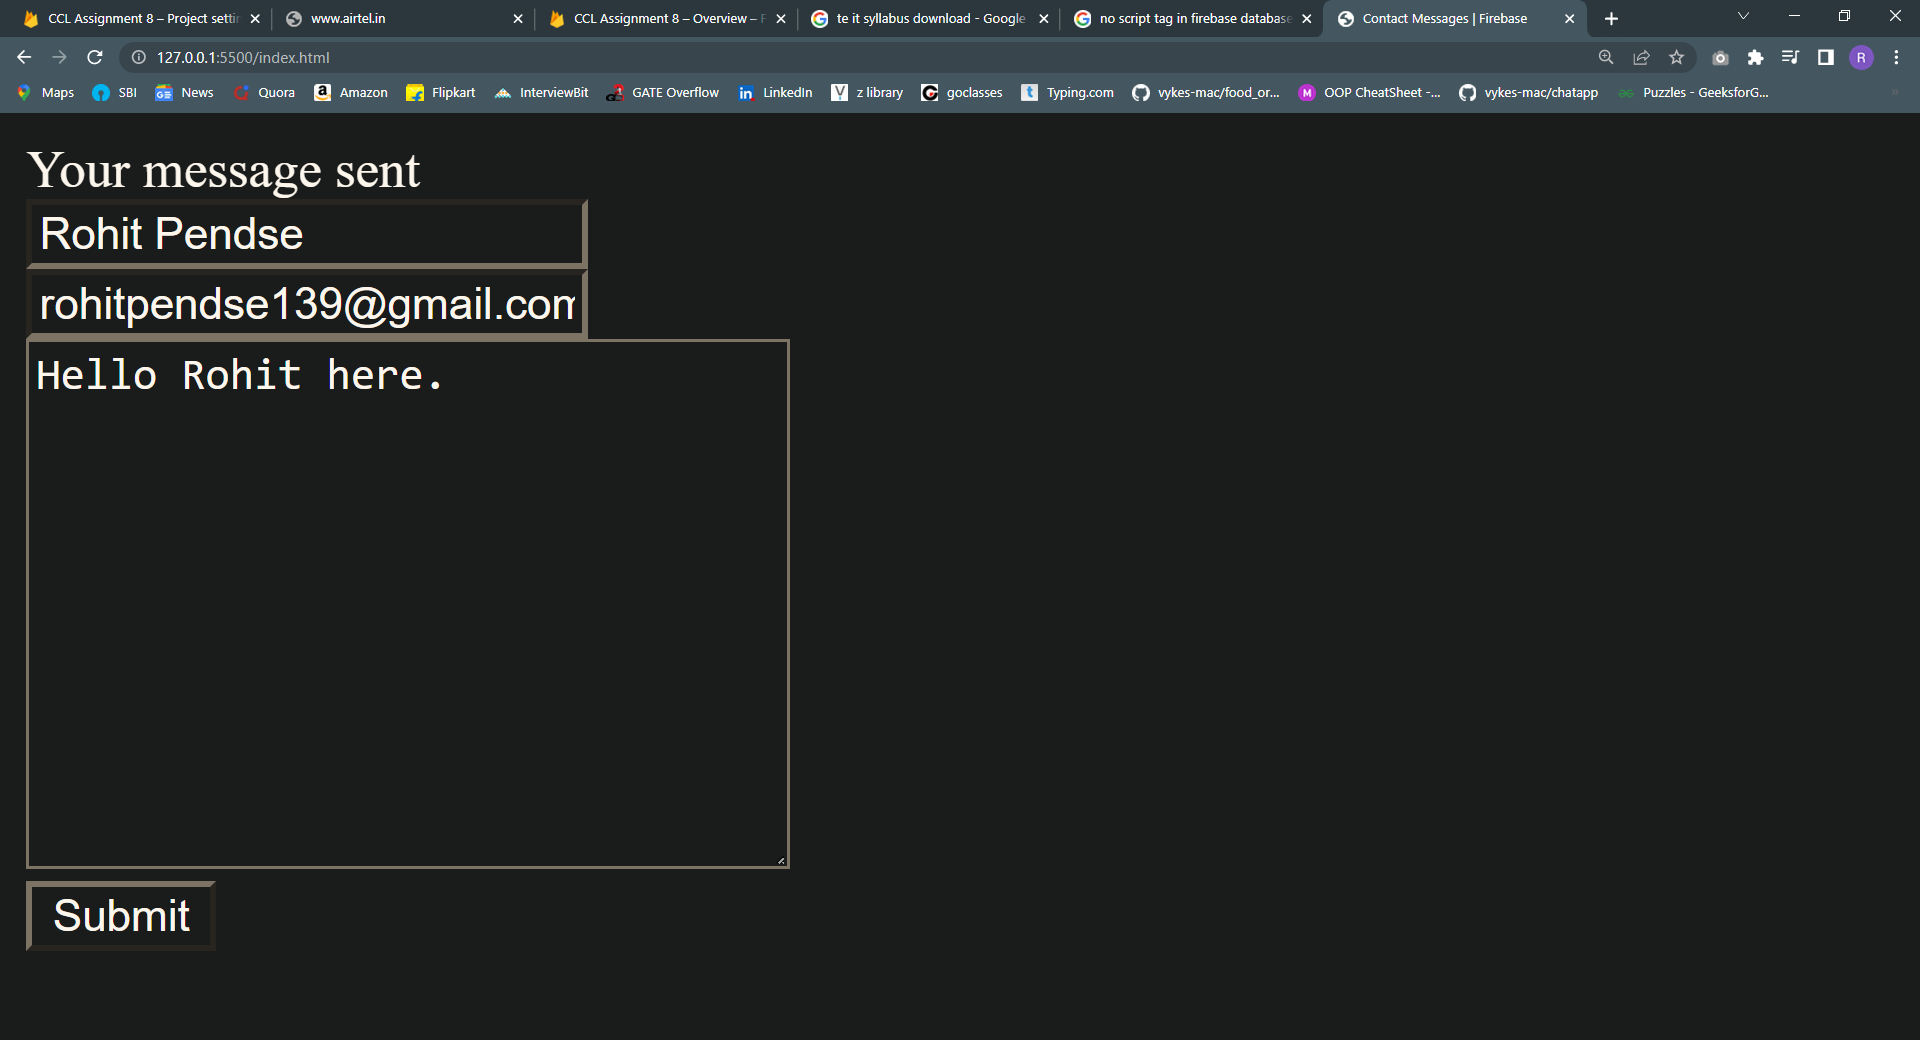 CCL Assignment 8 – Project settin
www.airtel.in
CCL Assignment 8 – Overview – F
te it syllabus download - Google
no script tag in firebase database
Contact Messages | Firebase
127.0.0.1:5500/index.html
R
Maps
SBI
News
Quora
Amazon
Flipkart
InterviewBit
GATE Overflow
LinkedIn
z library
goclasses
Typing.com
vykes-mac/food_or...
OOP CheatSheet -...
vykes-mac/chatapp
Puzzles - GeeksforG...
Your message sent
Rohit Pendse
rohitpendse139@gmail.com
Hello Rohit here.
Submit